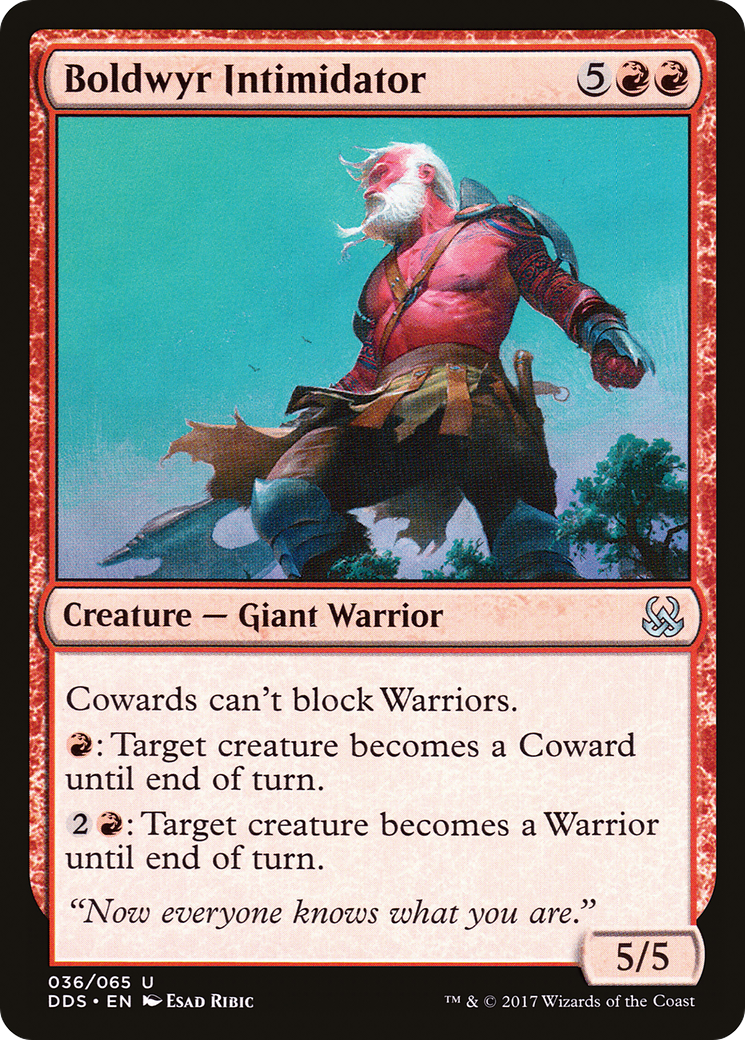 Boldwyr Intimidator 5
Creature — Giant Warrior
Cowards can't block Warriors.
: Target creature becomes a Coward
until end of turn.
2 : Target creature becomes a Warrior
until end of turn.
“Now everyone knows what you are.”
5/5
036/065 U
DDS • EN Esad Ribic
™ & © 2017 Wizards of the Coast